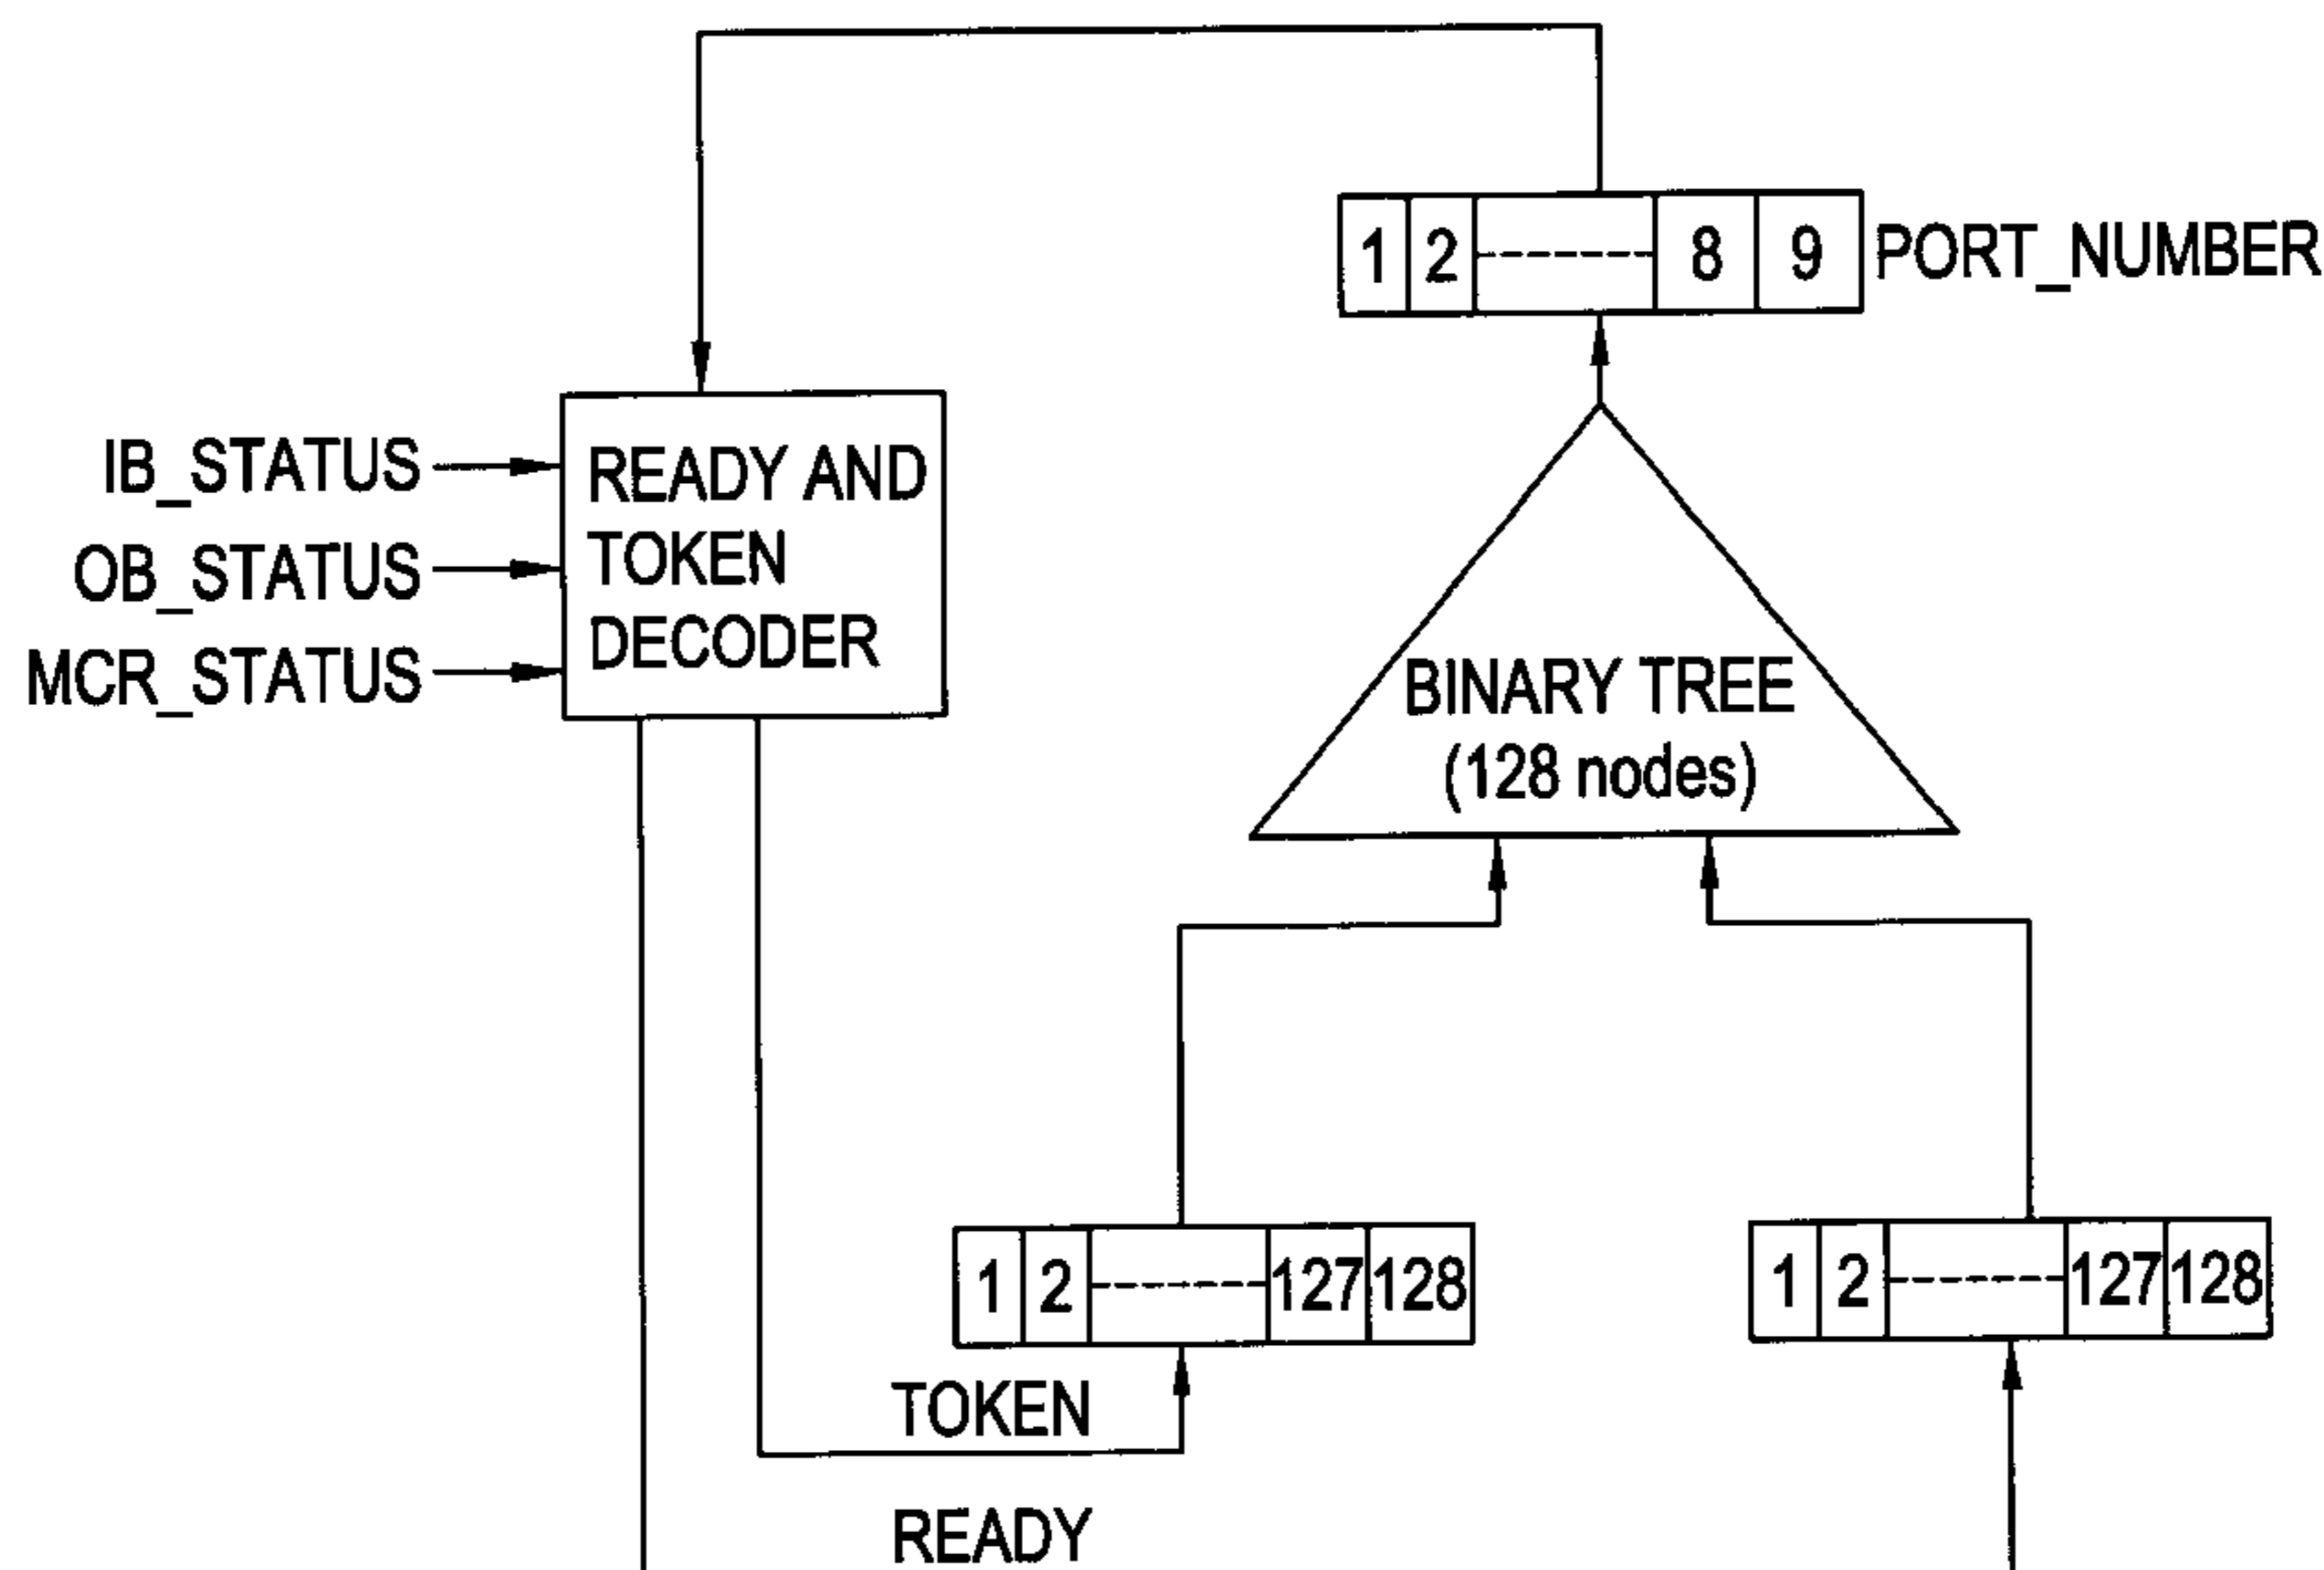 1 2 8 9 PORT_NUMBER
IB_STATUS
OB_STATUS
MCR_STATUS
READY AND
TOKEN
DECODER
BINARY TREE
(128 nodes)
1 2 127 128
1 2 127 128
TOKEN
READY